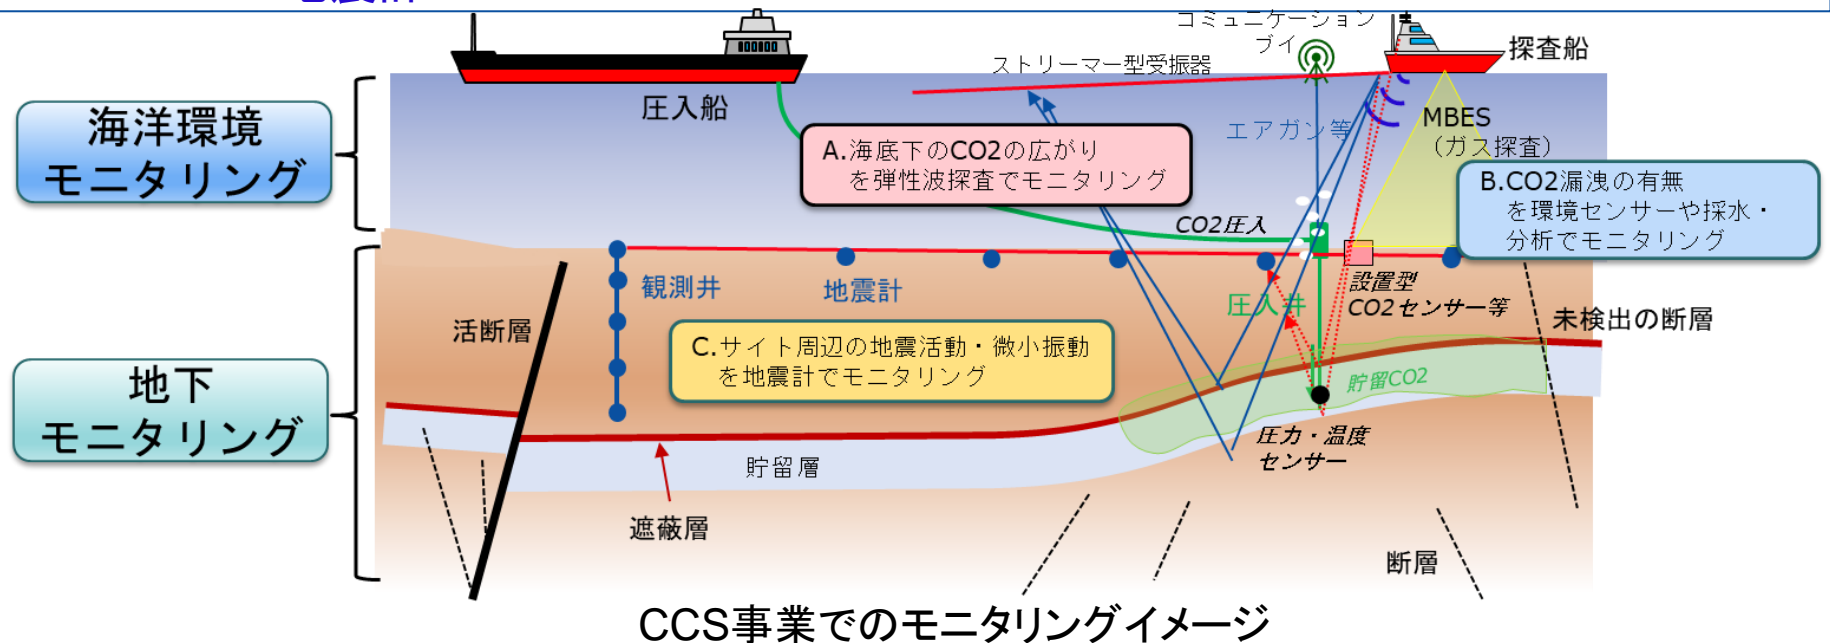 コミュニケーション
ブイ
探査船
ストリーマー型受振器
圧入船
海洋環境
モニタリング
エアガン等
MBES
（ガス探査）
A.海底下のCO2の広がり
を弾性波探査でモニタリング
B.CO2漏洩の有無
を環境センサーや採水・
分析でモニタリング
CO2圧入
観測井
地震計
圧入井
設置型
CO2センサー等
未検出の断層
活断層
C.サイト周辺の地震活動・微小振動
を地震計でモニタリング
地下
モニタリング
貯留CO2
圧力・温度
センサー
貯留層
遮蔽層
断層
CCS事業でのモニタリングイメージ